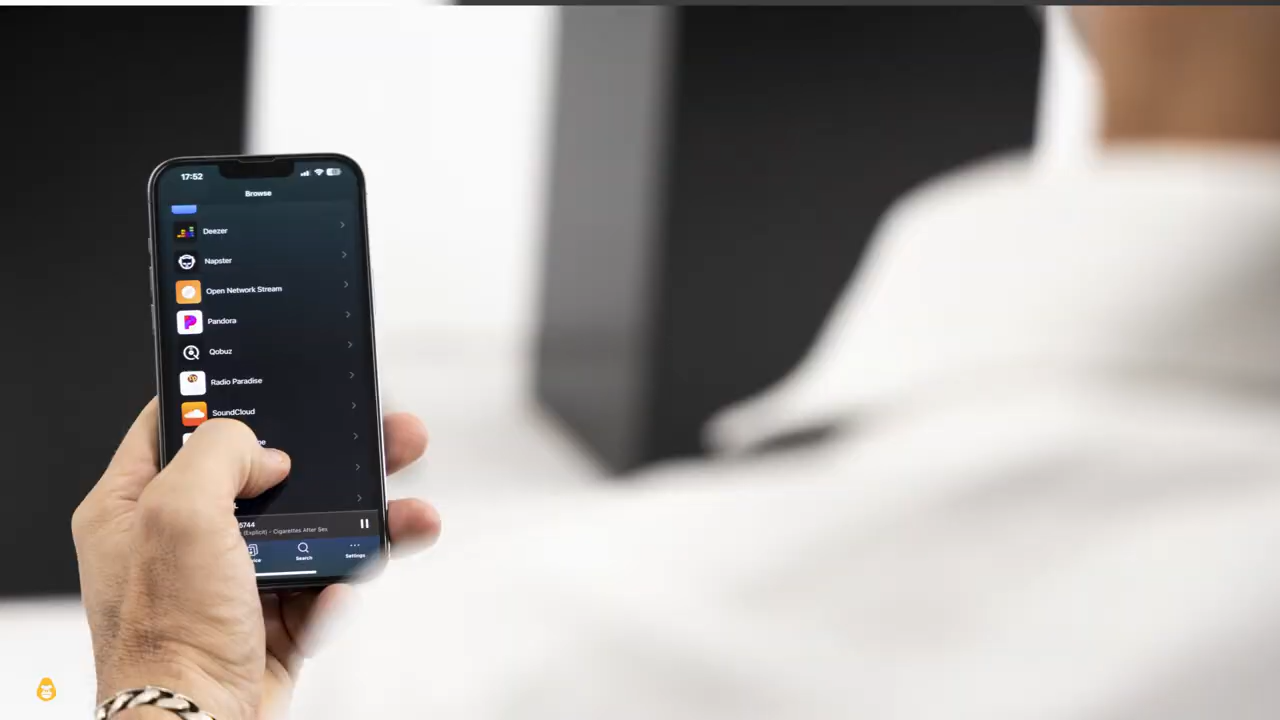 17:52
Browse
Deezer
Napster
Open Network Stream
Pandora
Qobuz
Radio Paradise
SoundCloud
5744
(Explicit) - Cigarettes After Sex
Search
Settings